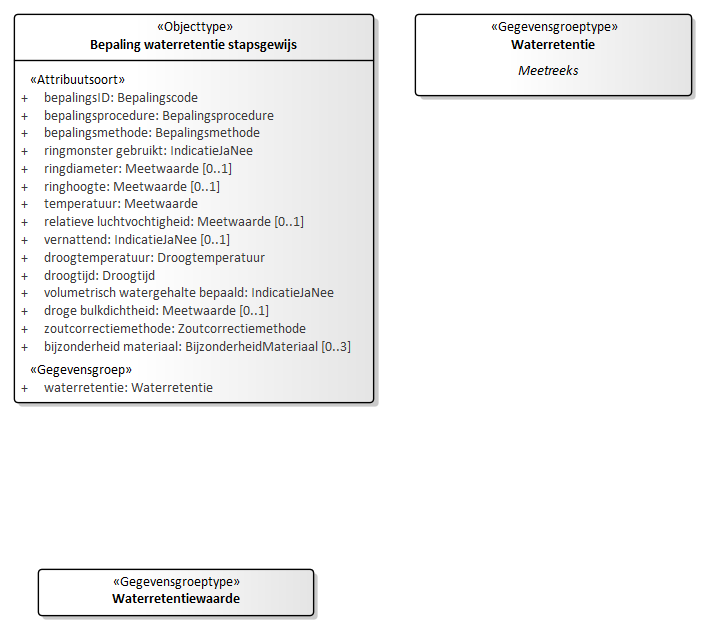 «Objecttype»
Bepaling waterretentie stapsgewijs
«Attribuutsoort»
+ bepalingsID: Bepalingscode
+ bepalingsprocedure: Bepalingsprocedure
+ bepalingsmethode: Bepalingsmethode
+ ringmonster gebruikt: IndicatieJaNee
+ ringdiameter: Meetwaarde [0..1]
+ ringhoogte: Meetwaarde [0..1]
+ temperatuur: Meetwaarde
+ relatieve luchtvochtigheid: Meetwaarde [0..1]
+ vernattend: IndicatieJaNee [0..1]
+ droogtemperatuur: Droogtemperatuur
+ droogtijd: Droogtijd
+ volumetrisch watergehalte bepaald: IndicatieJaNee
+ droge bulkdichtheid: Meetwaarde [0..1]
+ zoutcorrectiemethode: Zoutcorrectiemethode
+ bijzonderheid materiaal: BijzonderheidMateriaal [0..3]
«Gegevensgroep»
+ waterretentie: Waterretentie
«Gegevensgroeptype»
Waterretentie
Meetreeks
«Gegevensgroeptype»
Waterretentiewaarde